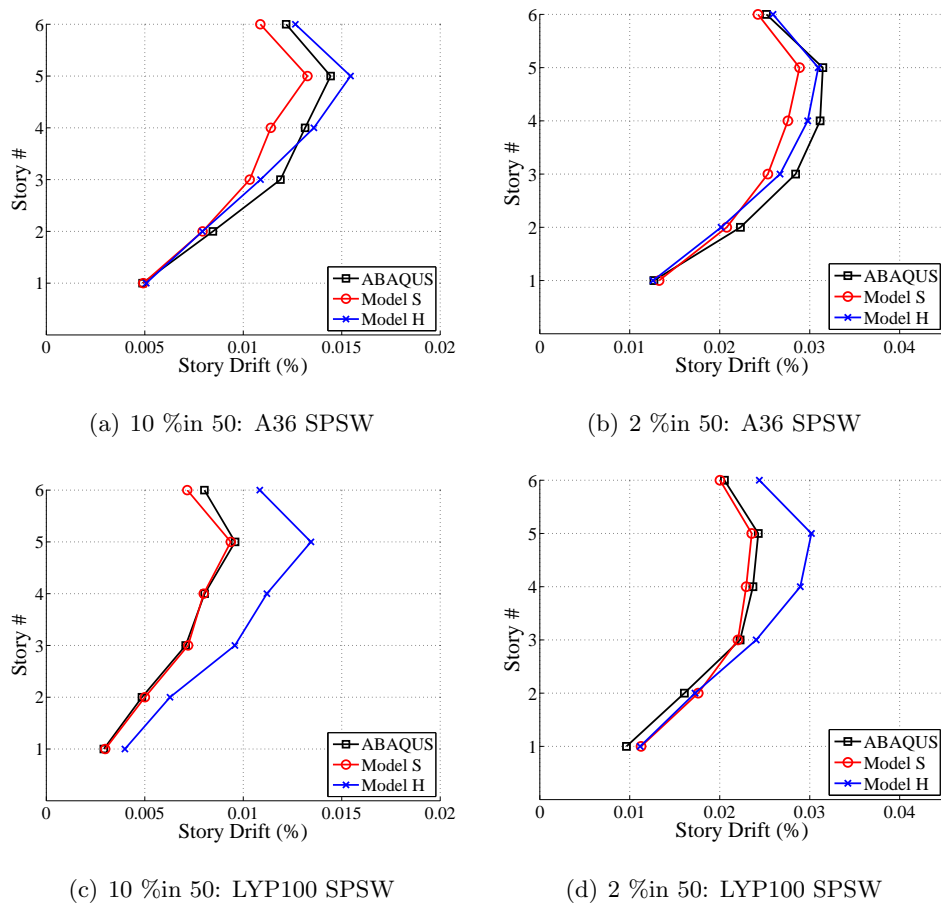 6
5
4
3
2
1
Story #
0 0.005 0.01 0.015 0.02
Story Drift (%)
ABAQUS
Model S
Model H
(a) 10 %in 50: A36 SPSW
6
5
4
3
2
1
Story #
0 0.01 0.02 0.03 0.04
Story Drift (%)
ABAQUS
Model S
Model H
(b) 2 %in 50: A36 SPSW
6
5
4
3
2
1
Story #
0 0.005 0.01 0.015 0.02
Story Drift (%)
ABAQUS
Model S
Model H
(c) 10 %in 50: LYP100 SPSW
6
5
4
3
2
1
Story #
0 0.01 0.02 0.03 0.04
Story Drift (%)
ABAQUS
Model S
Model H
(d) 2 %in 50: LYP100 SPSW